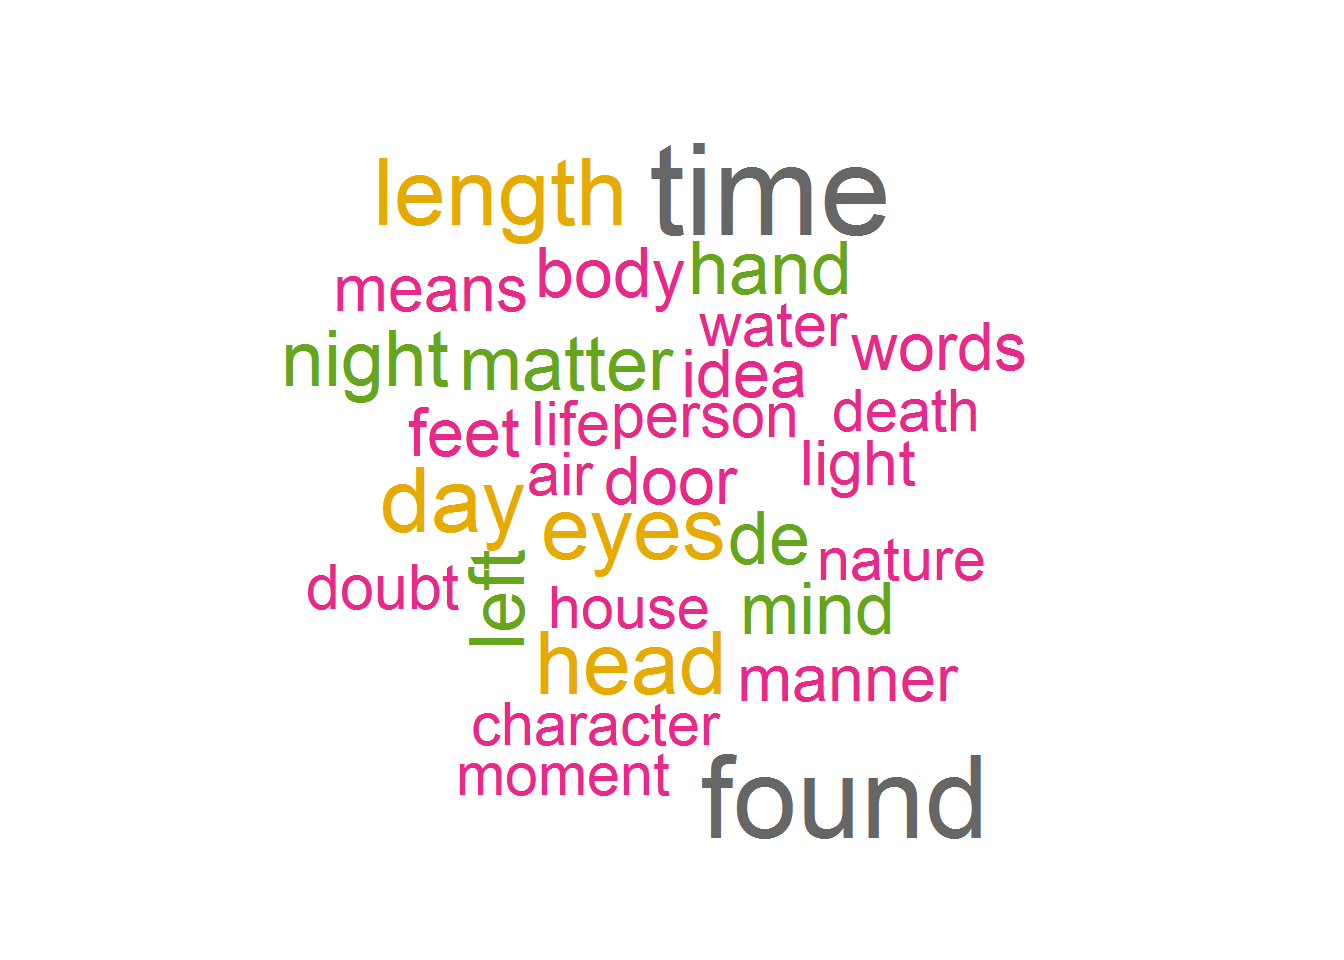 length time
means body hand
water words
night matter idea
feet life person death
air door light
day eyes de nature
doubt left house mind
head manner
character
moment found